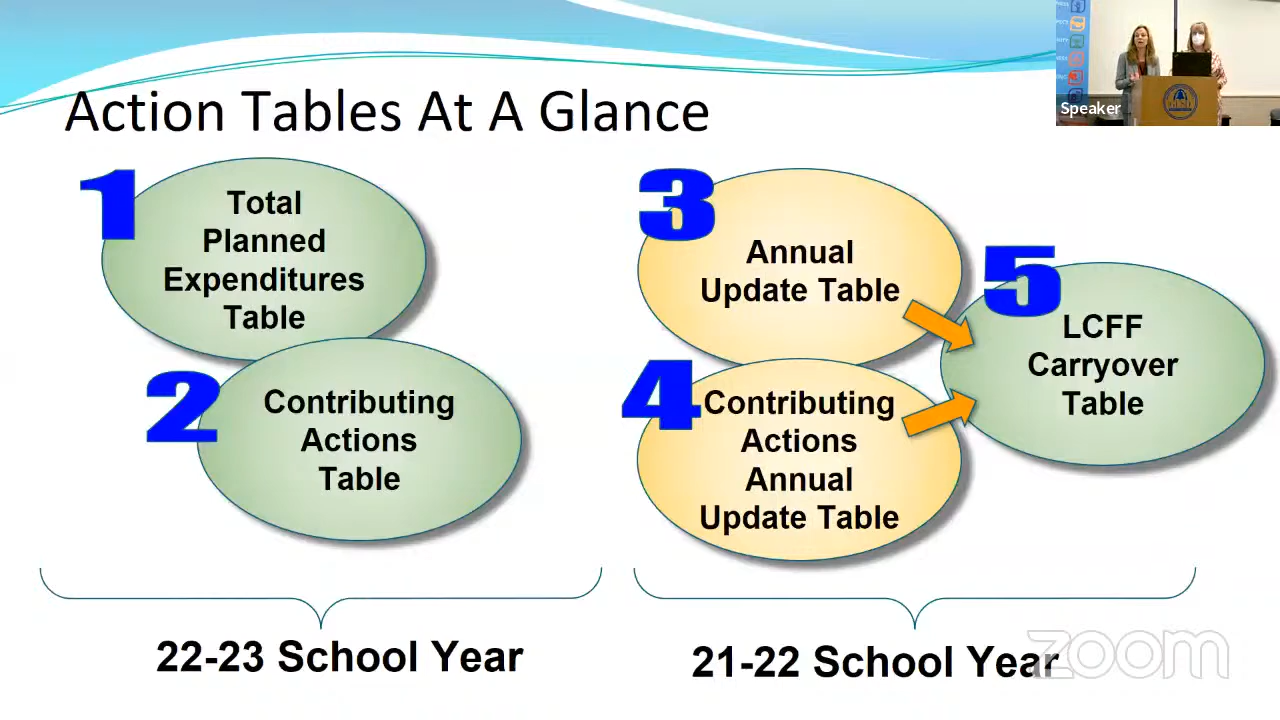 Action Tables At A Glance
Speaker
1
Total
Planned
Expenditures
Table
2
Contributing
Actions
Table
3
Annual
Update Table
4
Contributing
Actions
Annual
Update Table
5
LCFF
Carryover
Table
22-23 School Year
21-22 School Year
zoom